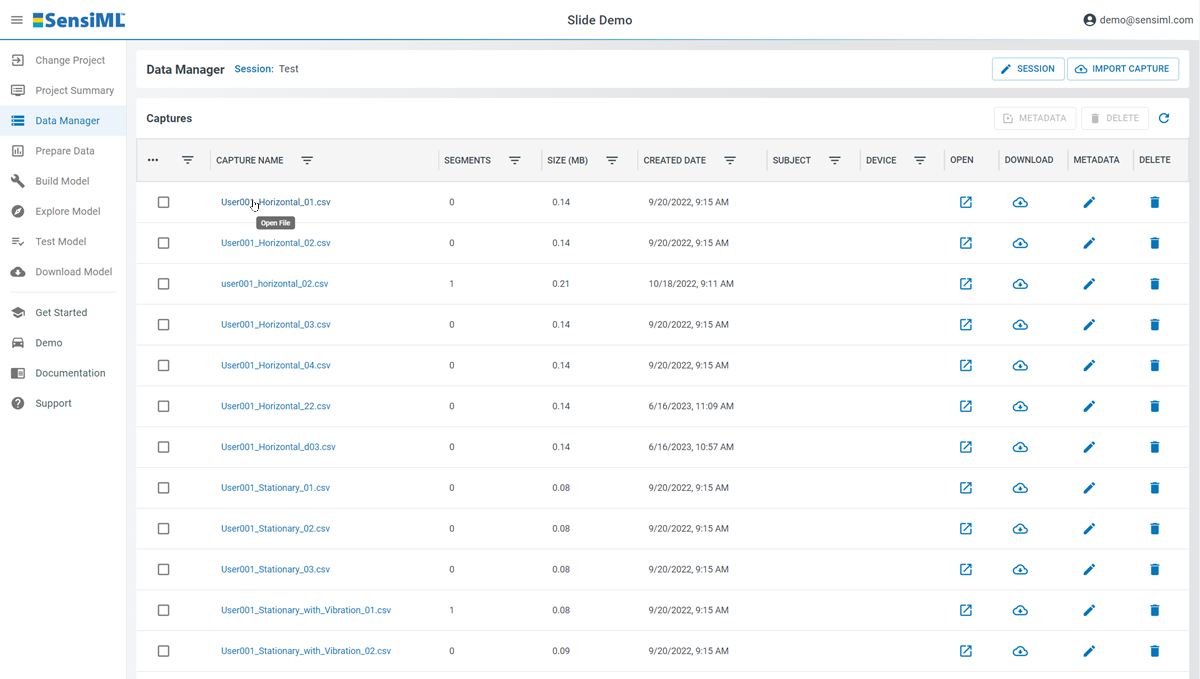 SensiML
Slide Demo
demo@sensiml.com
Change Project
Project Summary
Data Manager
Prepare Data
Build Model
Explore Model
Test Model
Download Model
Get Started
Demo
Documentation
Support
Data Manager Session: Test
SESSION IMPORT CAPTURE
Captures
METADATA DELETE
CAPTURE NAME SEGMENTS SIZE (MB) CREATED DATE SUBJECT DEVICE OPEN DOWNLOAD METADATA DELETE
User001_Horizontal_01.csv 0 0.14 9/20/2022, 9:15 AM
Open File
User001_Horizontal_02.csv 0 0.14 9/20/2022, 9:15 AM
user001_horizontal_02.csv 1 0.21 10/18/2022, 9:11 AM
User001_Horizontal_03.csv 0 0.14 9/20/2022, 9:15 AM
User001_Horizontal_04.csv 0 0.14 9/20/2022, 9:15 AM
User001_Horizontal_22.csv 0 0.14 6/16/2023, 11:09 AM
User001_Horizontal_d03.csv 0 0.14 6/16/2023, 10:57 AM
User001_Stationary_01.csv 0 0.08 9/20/2022, 9:15 AM
User001_Stationary_02.csv 0 0.08 9/20/2022, 9:15 AM
User001_Stationary_03.csv 0 0.08 9/20/2022, 9:15 AM
User001_Stationary_with_Vibration_01.csv 1 0.08 9/20/2022, 9:15 AM
User001_Stationary_with_Vibration_02.csv 0 0.09 9/20/2022, 9:15 AM